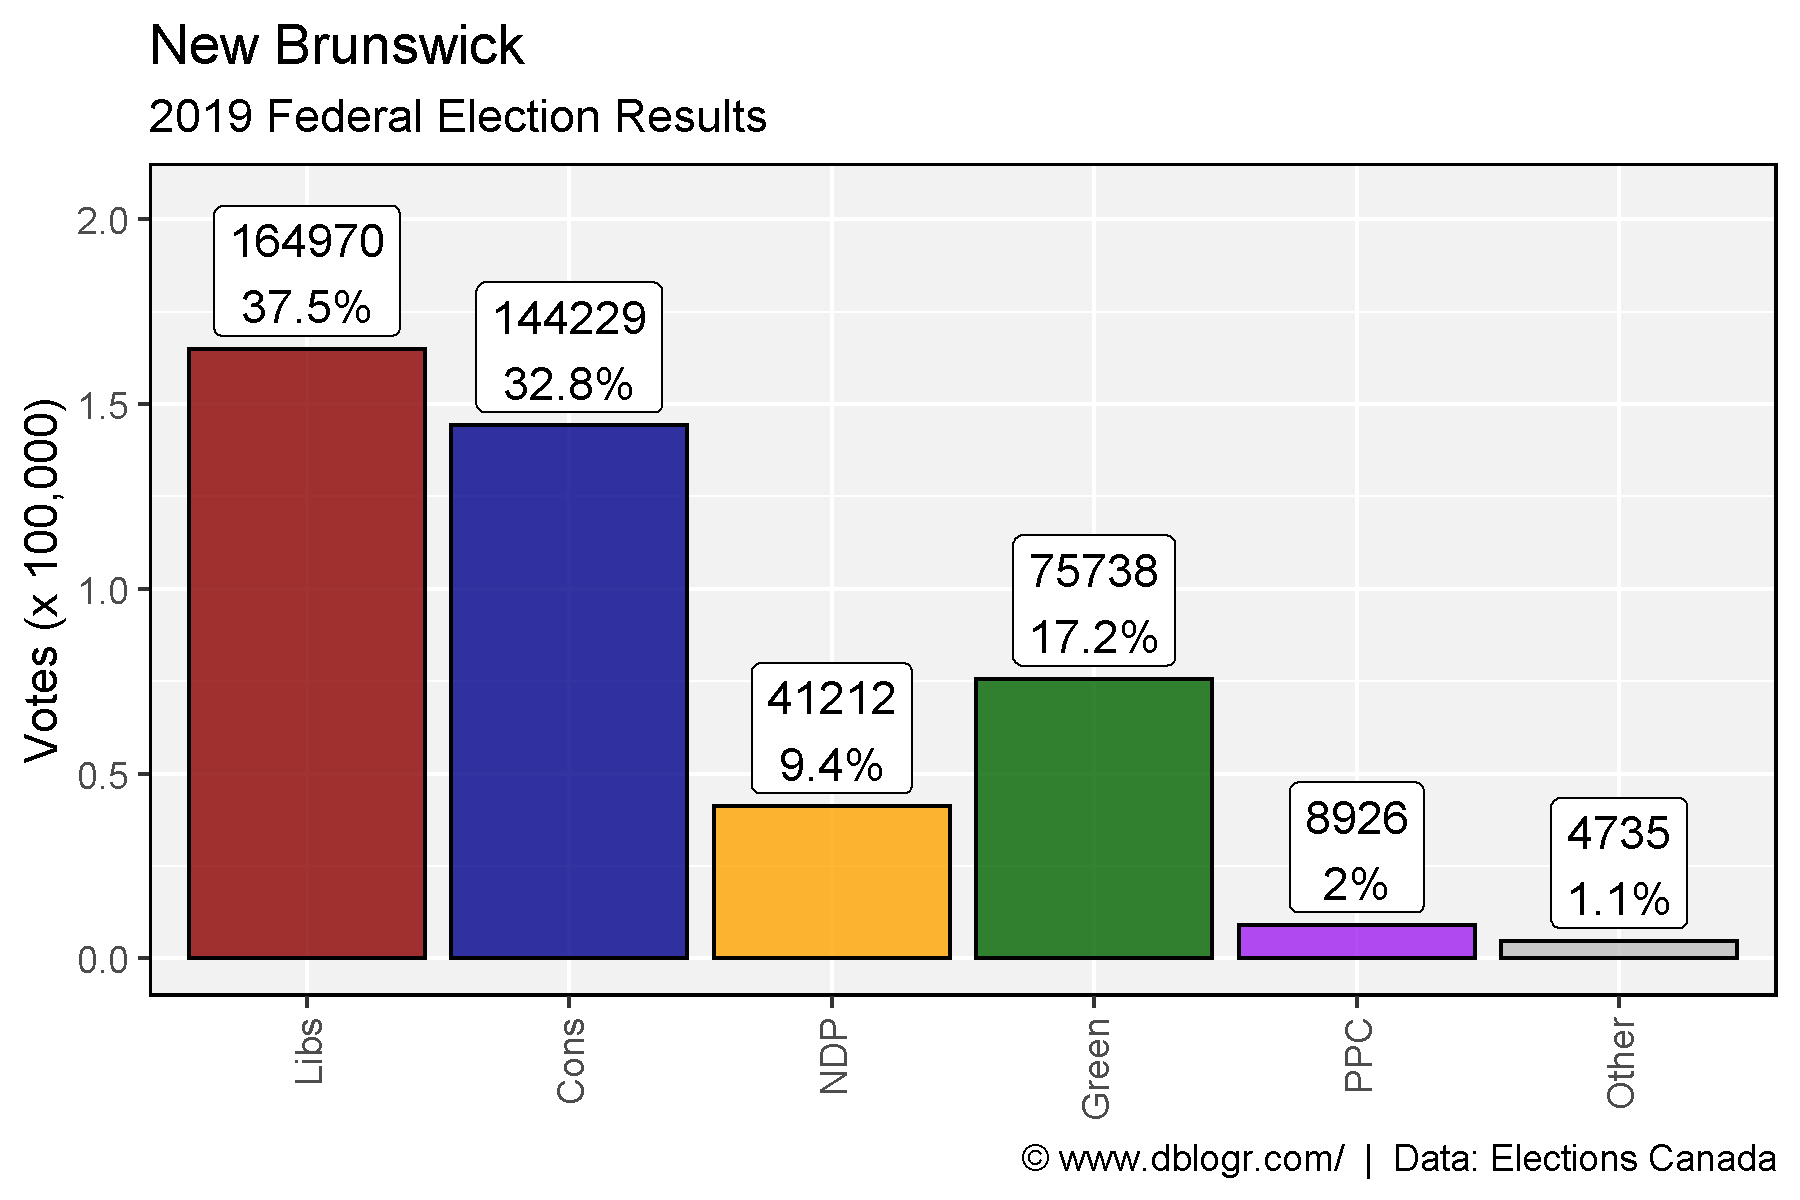 New Brunswick
2019 Federal Election Results
Votes (x 100,000)
2.0
1.5
1.0
0.5
0.0
164970
37.5%
144229
32.8%
41212
9.4%
75738
17.2%
8926
2%
4735
1.1%
Libs
Cons
NDP
Green
PPC
Other
© www.dblogr.com/ | Data: Elections Canada